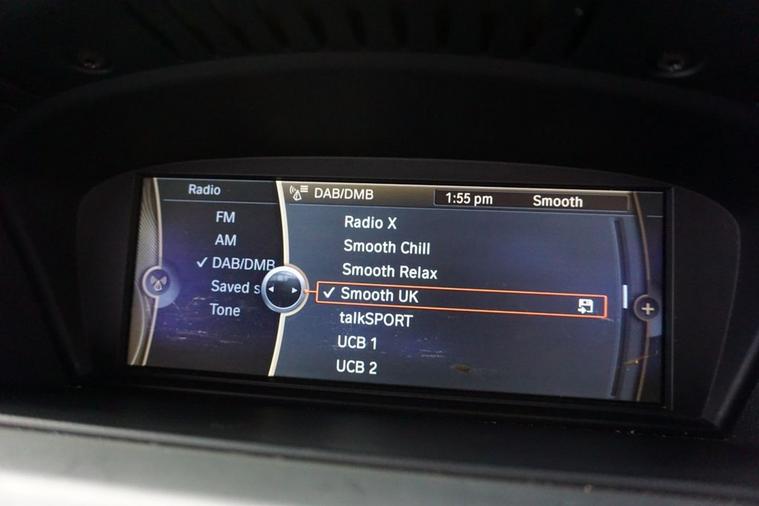 Radio
FM
AM
DAB/DMB
Saved s
Tone
DAB/DMB
1:55 pm
Smooth
Radio X
Smooth Chill
Smooth Relax
Smooth UK
talkSPORT
UCB 1
UCB 2